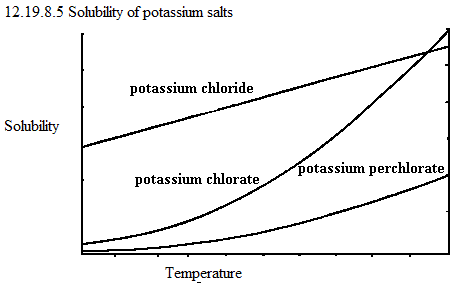 12.19.8.5 Solubility of potassium salts
potassium chloride
Solubility
potassium chlorate
potassium perchlorate
Temperature